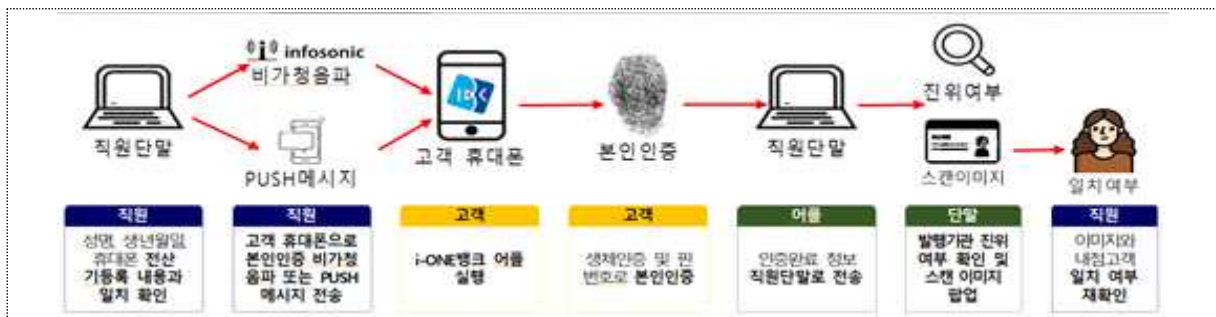 infosonic
비가청음파
직원단말
PUSH메시지
고객 휴대폰
본인인증
직원단말
진위여부
스캔이미지
일치여부
직원
성명, 생년월일,
휴대폰 전산
기등록 내용과
일치 확인
직원
고객 휴대폰으로
본인인증 비가청
음파 또는 PUSH
메시지 전송
고객
i-ONE뱅크 어플
실행
고객
생체인증 및 핀
번호로 본인인증
어플
인증완료 정보
직원단말로 전송
단말
발행기관 진위
여부 확인 및
스캔 이미지
팝업
직원
이미지와
내점고객
일치 여부
재확인